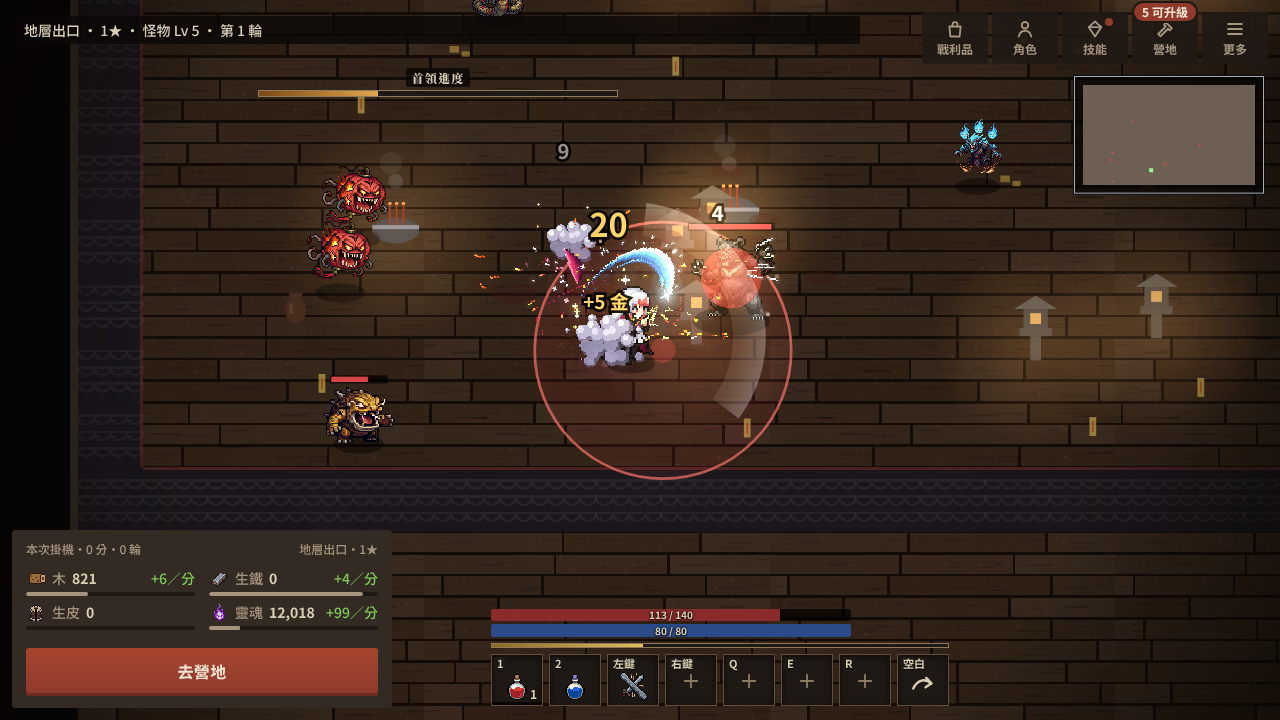 地層出口 · 1★ · 怪物 Lv 5 · 第 1 輪
5 可升級
戰利品
角色
技能
營地
更多
首領進度
9
20
4
+5 金
本次掛機·0 分·0 輪
地層出口·1★
木 821 +6／分
生鐵 0 +4／分
生皮 0
靈魂 12,018 +99／分
去營地
113 / 140
80 / 80
1
1
2
左鍵
右鍵
Q
E
R
空白